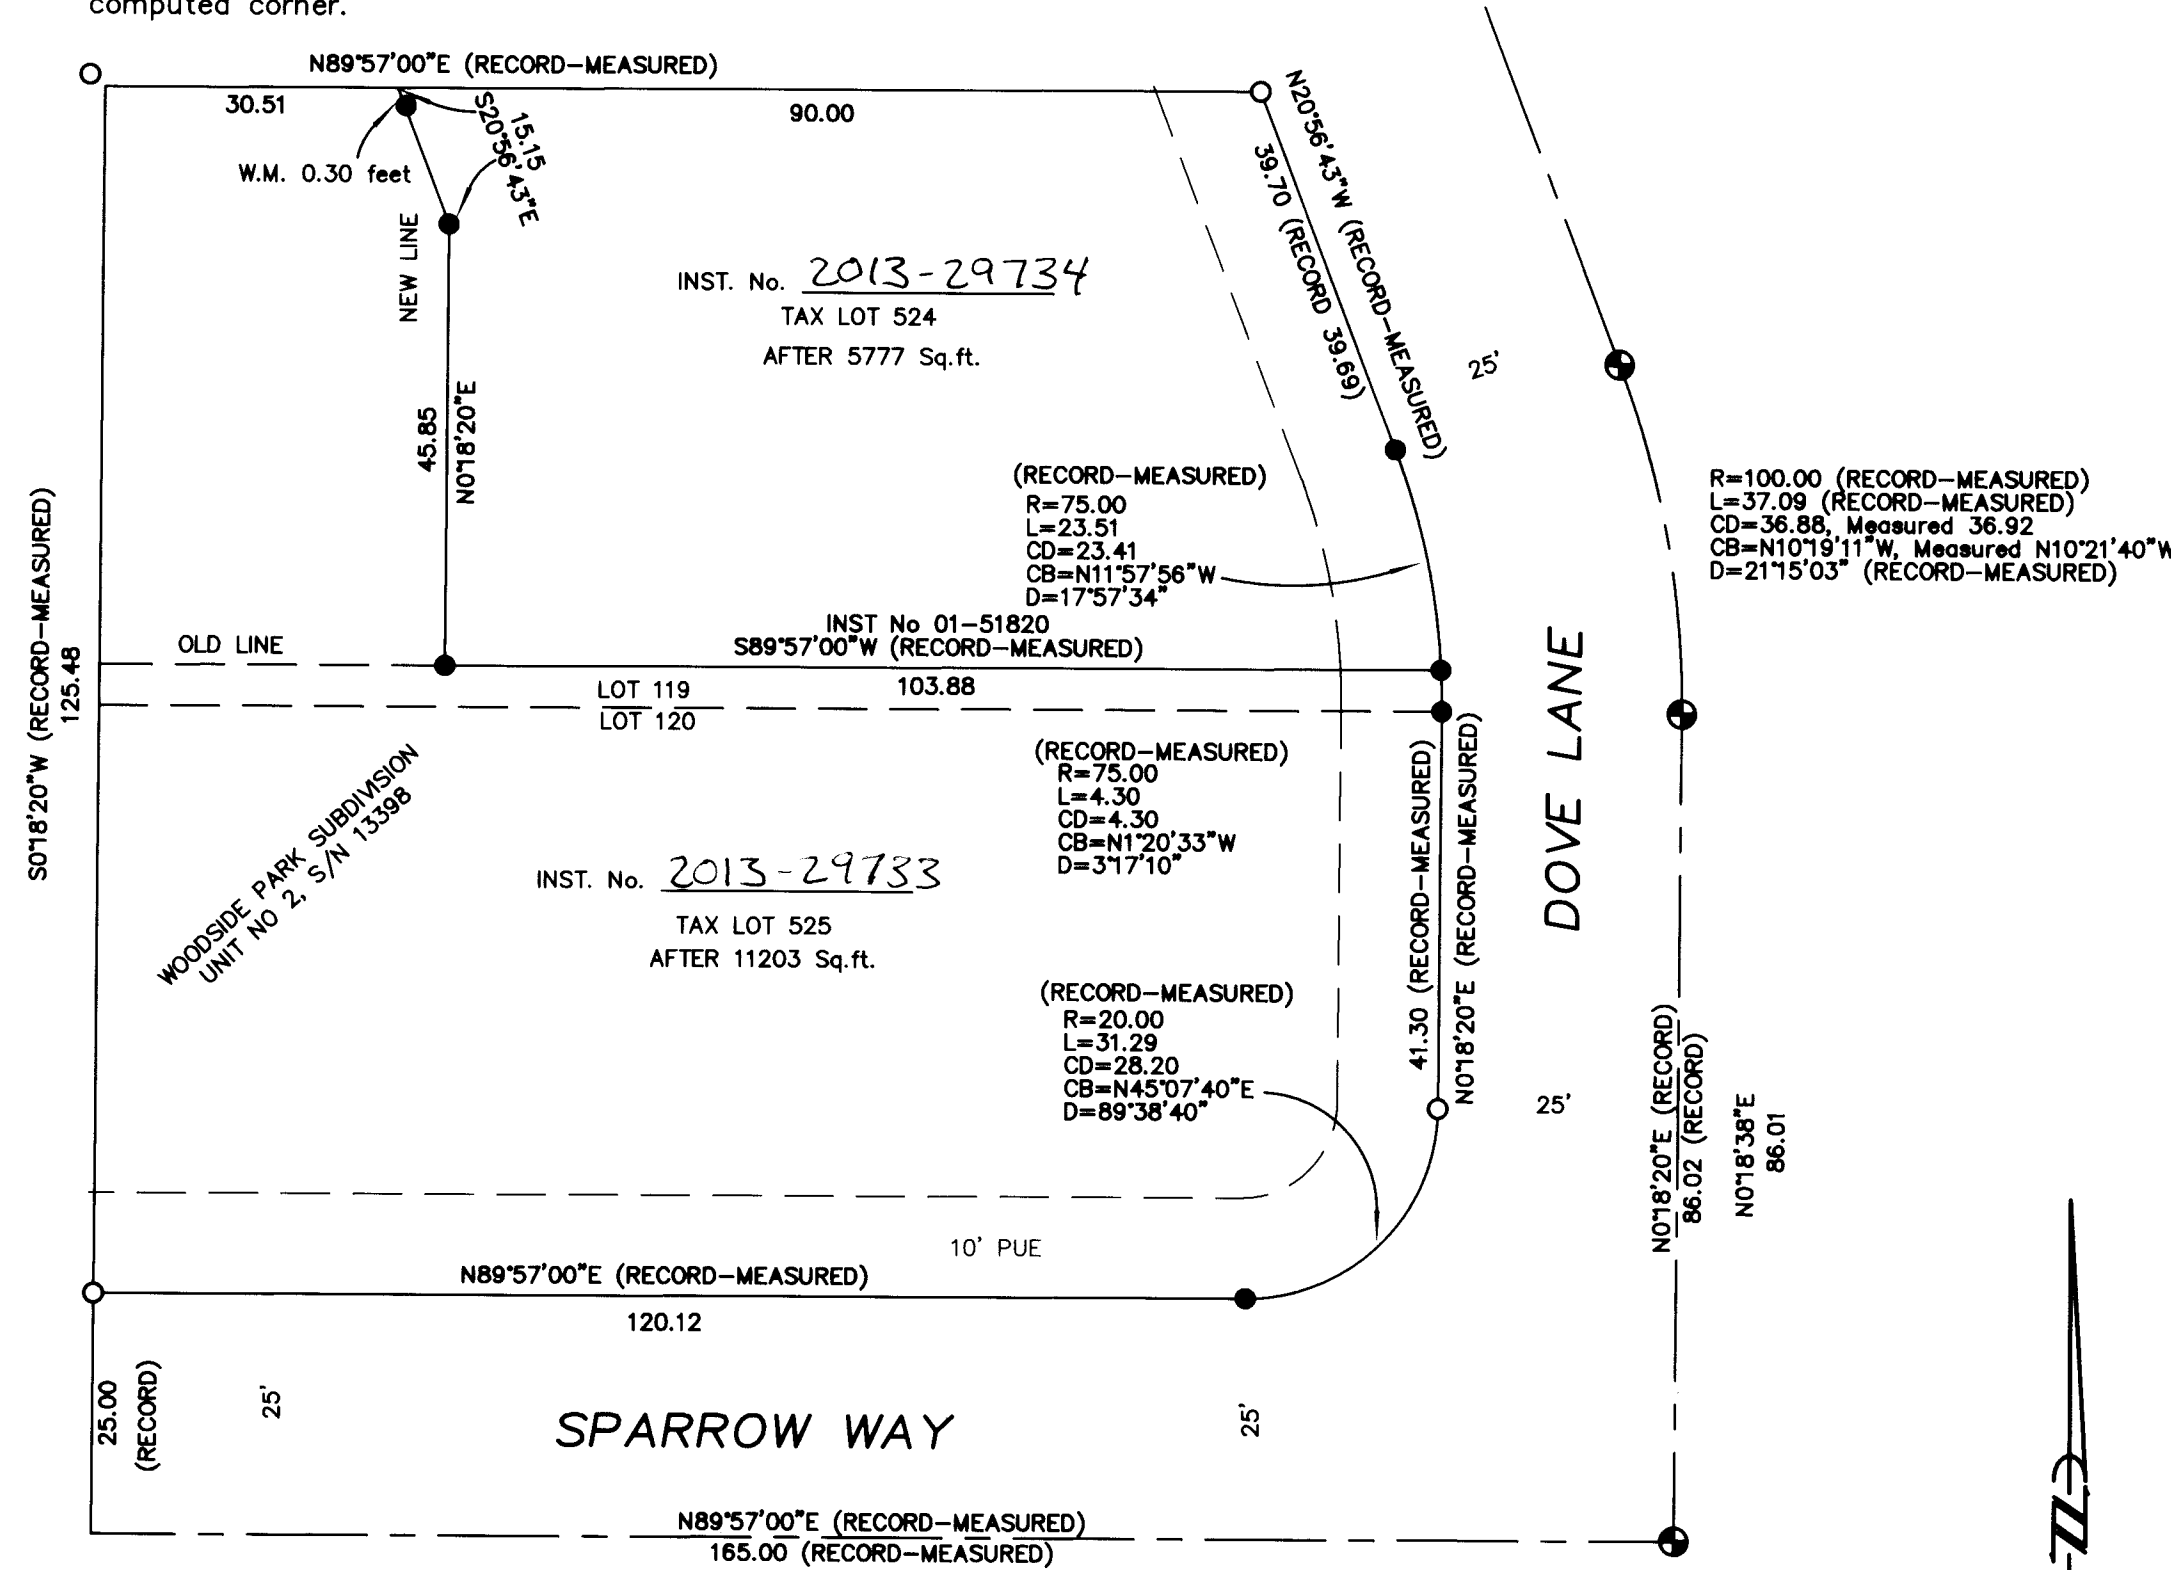 computed corner.
N89°57'00"E (RECORD-MEASURED)
30.51
90.00
15.15
S20°56'43"E
W.M. 0.30 feet
N20°56'43"W (RECORD-MEASURED)
39.70 (RECORD 39.69)
NEW LINE
INST. No. 2013-29734
TAX LOT 524
AFTER 5777 Sq.ft.
25'
45.85
N0°18'20"E
(RECORD-MEASURED)
R=75.00
L=23.51
CD=23.41
CB=N11°57'56"W
D=17°57'34"
R=100.00 (RECORD-MEASURED)
L=37.09 (RECORD-MEASURED)
CD=36.88, Measured 36.92
CB=N10°19'11"W, Measured N10°21'40"W
D=21°15'03" (RECORD-MEASURED)
S0°18'20"W (RECORD-MEASURED)
125.48
OLD LINE
INST No 01-51820
S89°57'00"W (RECORD-MEASURED)
103.88
LOT 119
LOT 120
DOVE LANE
WOODSIDE PARK SUBDIVISION
UNIT NO 2, S/N 13398
(RECORD-MEASURED)
R=75.00
L=4.30
CD=4.30
CB=N1°20'33"W
D=3°17'10"
41.30 (RECORD-MEASURED)
N0°18'20"E (RECORD-MEASURED)
INST. No. 2013-29733
TAX LOT 525
AFTER 11203 Sq.ft.
(RECORD-MEASURED)
R=20.00
L=31.29
CD=28.20
CB=N45°07'40"E
D=89°38'40"
25'
N0°18'20"E (RECORD)
86.02 (RECORD)
N0°18'38"E
86.01
10' PUE
N89°57'00"E (RECORD-MEASURED)
120.12
25.00
(RECORD)
25'
SPARROW WAY
25'
N89°57'00"E (RECORD-MEASURED)
165.00 (RECORD-MEASURED)